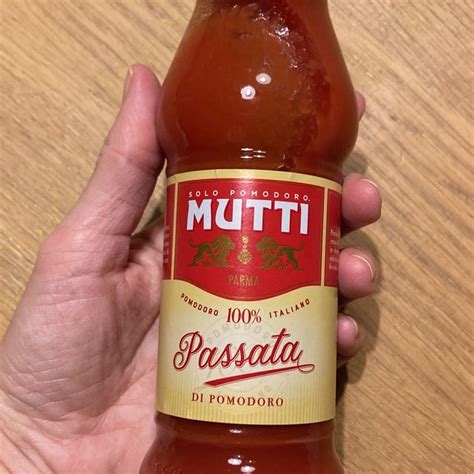 SOLO POMODORO.
MUTTI
PARMA
POMODORO 100% ITALIANO
Passata
DI POMODORO